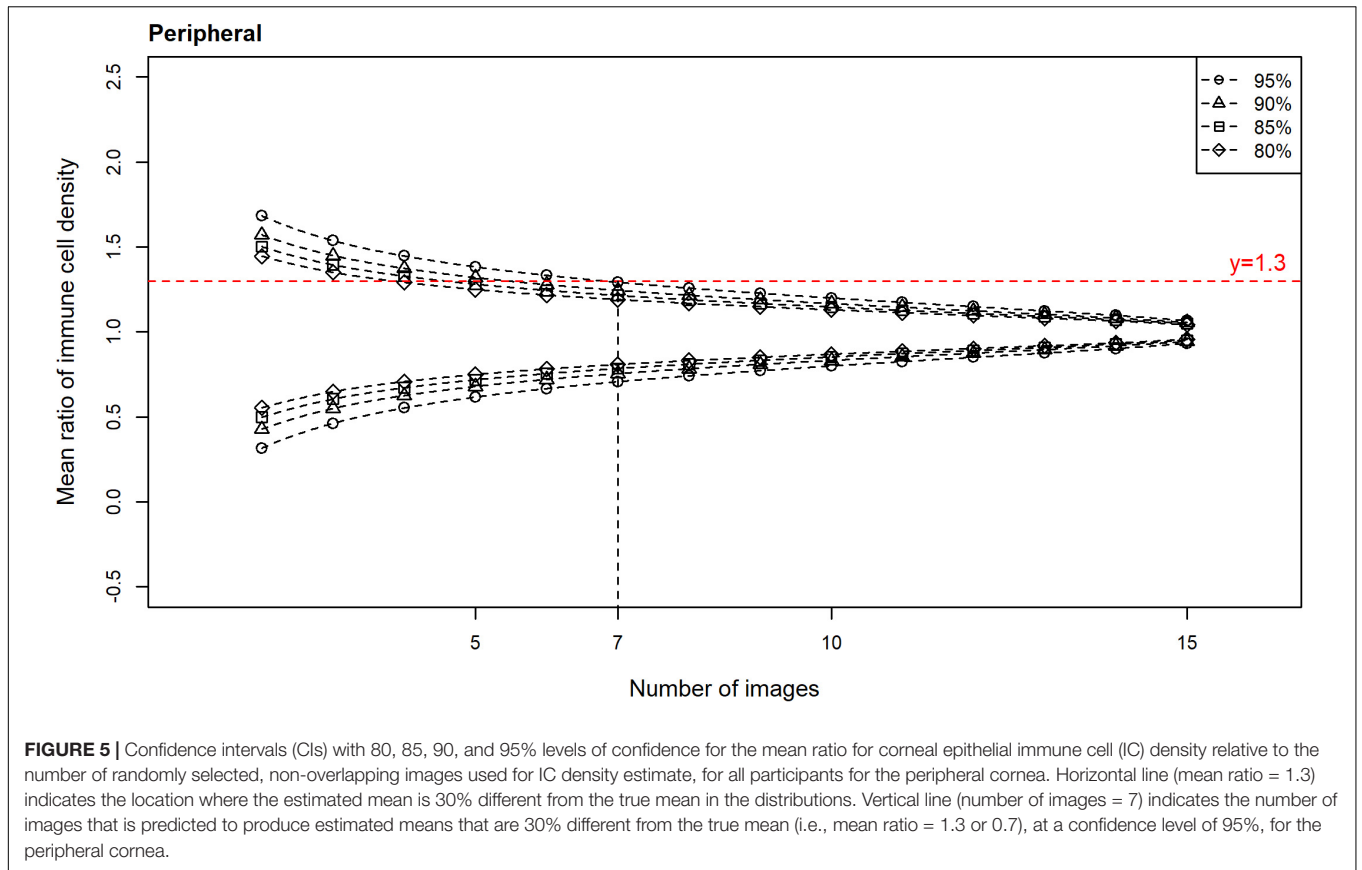 Peripheral
2.5
2.0
1.5
1.0
0.5
0.0
-0.5
Mean ratio of immune cell density
95%
90%
85%
80%
y=1.3
5
7
10
15
Number of images
FIGURE 5 | Confidence intervals (CIs) with 80, 85, 90, and 95% levels of confidence for the mean ratio for corneal epithelial immune cell (IC) density relative to the
number of randomly selected, non-overlapping images used for IC density estimate, for all participants for the peripheral cornea. Horizontal line (mean ratio = 1.3)
indicates the location where the estimated mean is 30% different from the true mean in the distributions. Vertical line (number of images = 7) indicates the number of
images that is predicted to produce estimated means that are 30% different from the true mean (i.e., mean ratio = 1.3 or 0.7), at a confidence level of 95%, for the
peripheral cornea.